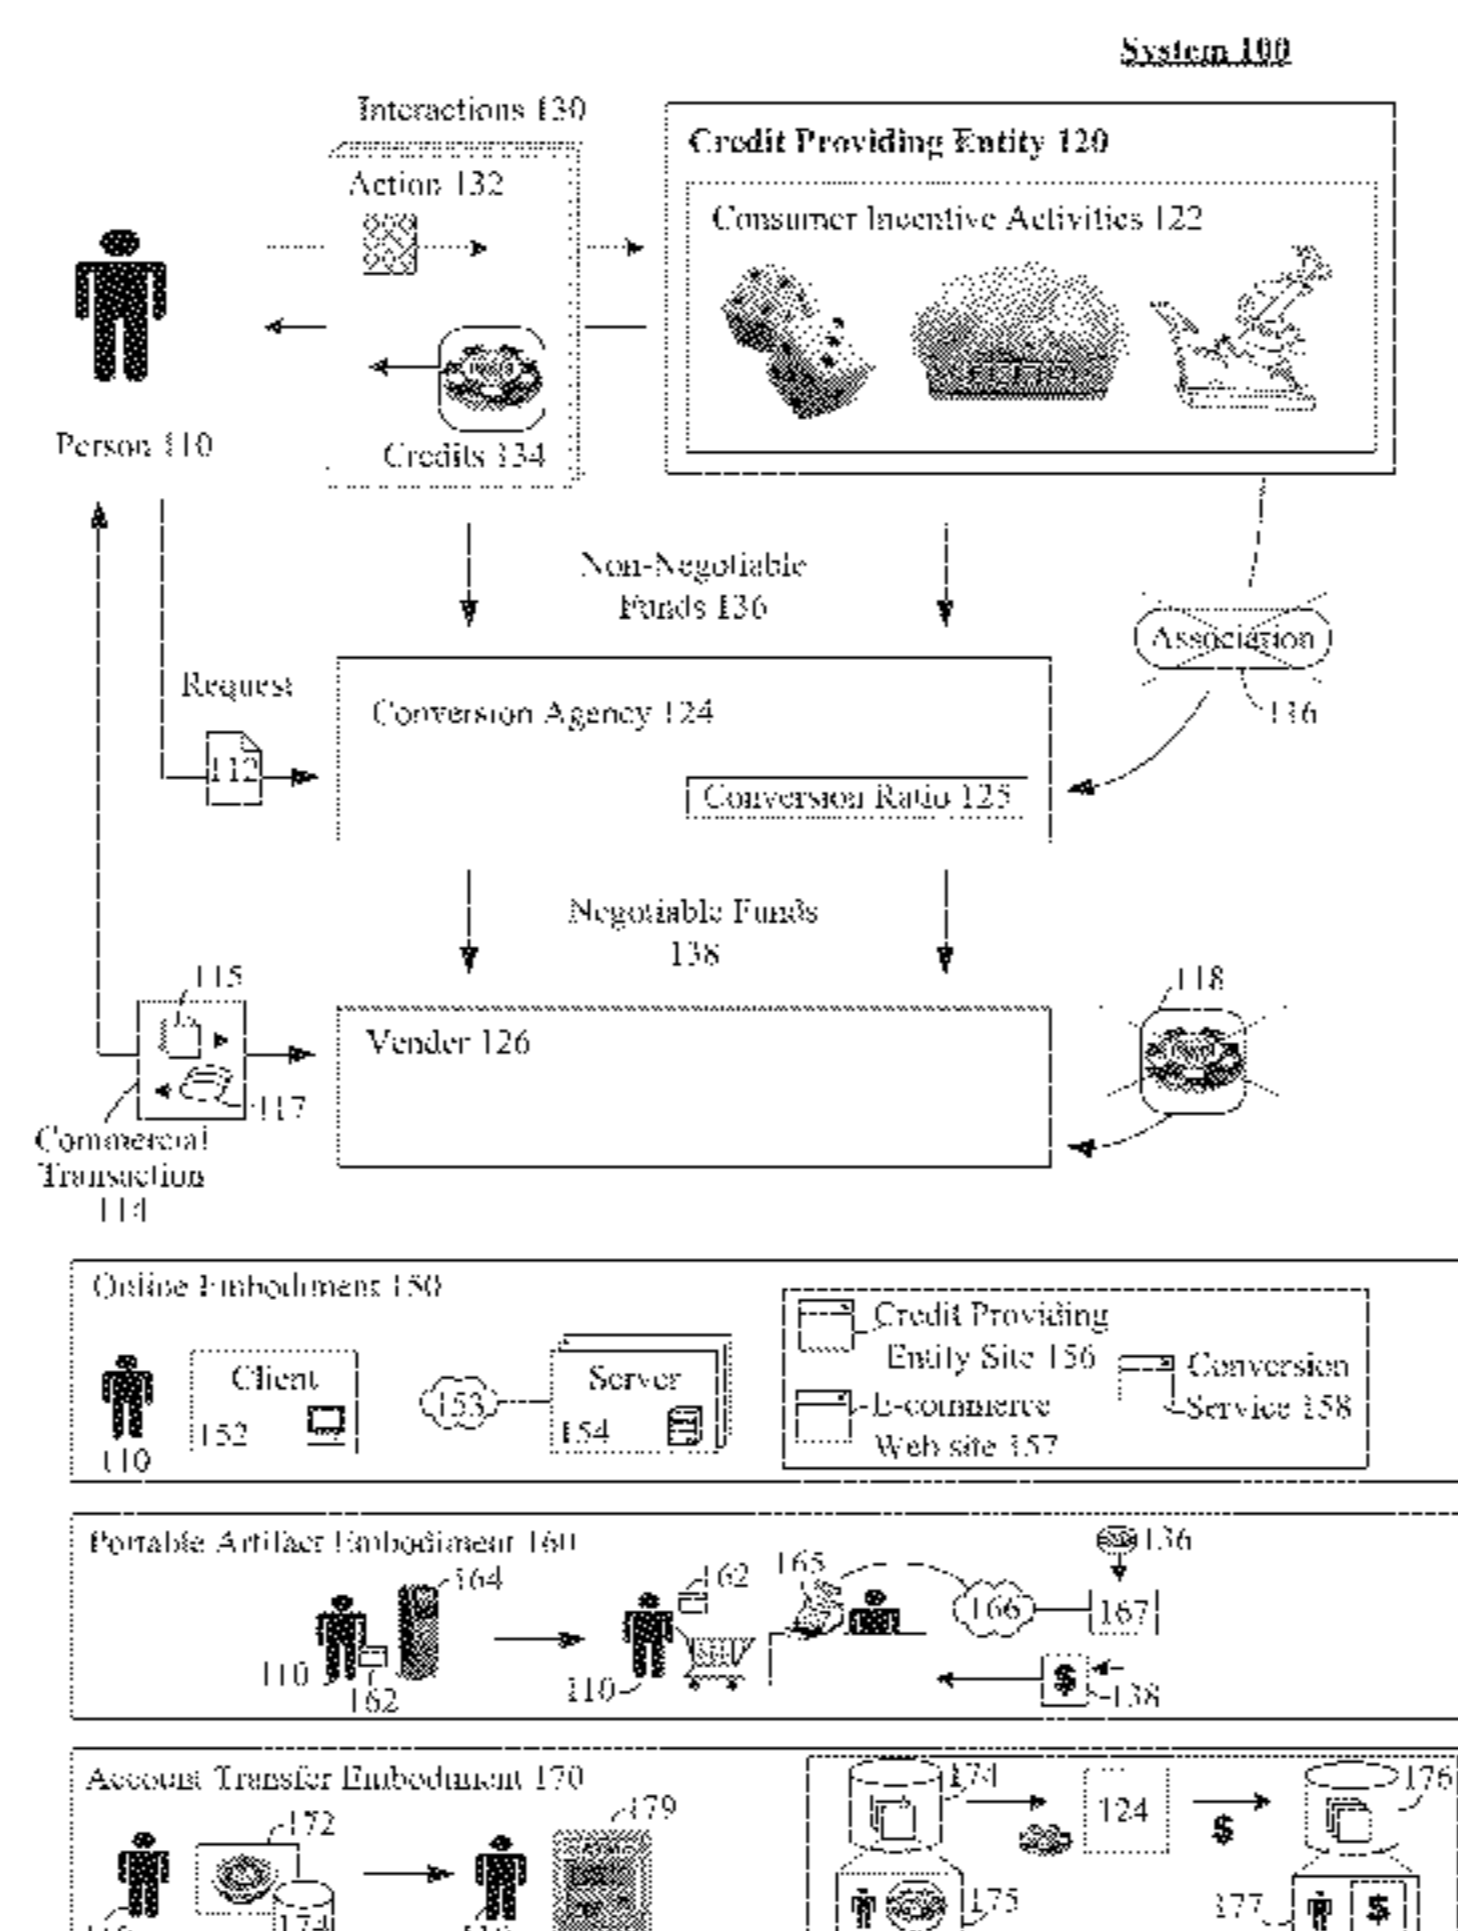 System 100
Interactions 130
Credit Providing Entity 120
Action 132
Consumer Incentive Activities 122
Person 110
Credits 134
Non-Negotiable
Funds 136
Association
116
Request
112
Conversion Agency 124
Conversion Ratio 125
Negotiable Funds
138
115
118
Vender 126
117
Commercial
Transaction
114
Online Embodiment 150
Credit Providing
Entity Site 156
Client
152
153
Server
154
Conversion
Service 158
E-commerce
Web site 157
110
Portable Artifact Embodiment 160
136
164
162
165
166
167
110
162
110
$
138
Account Transfer Embodiment 170
174
124
176
179
172
$
175
177
$
174
110
110